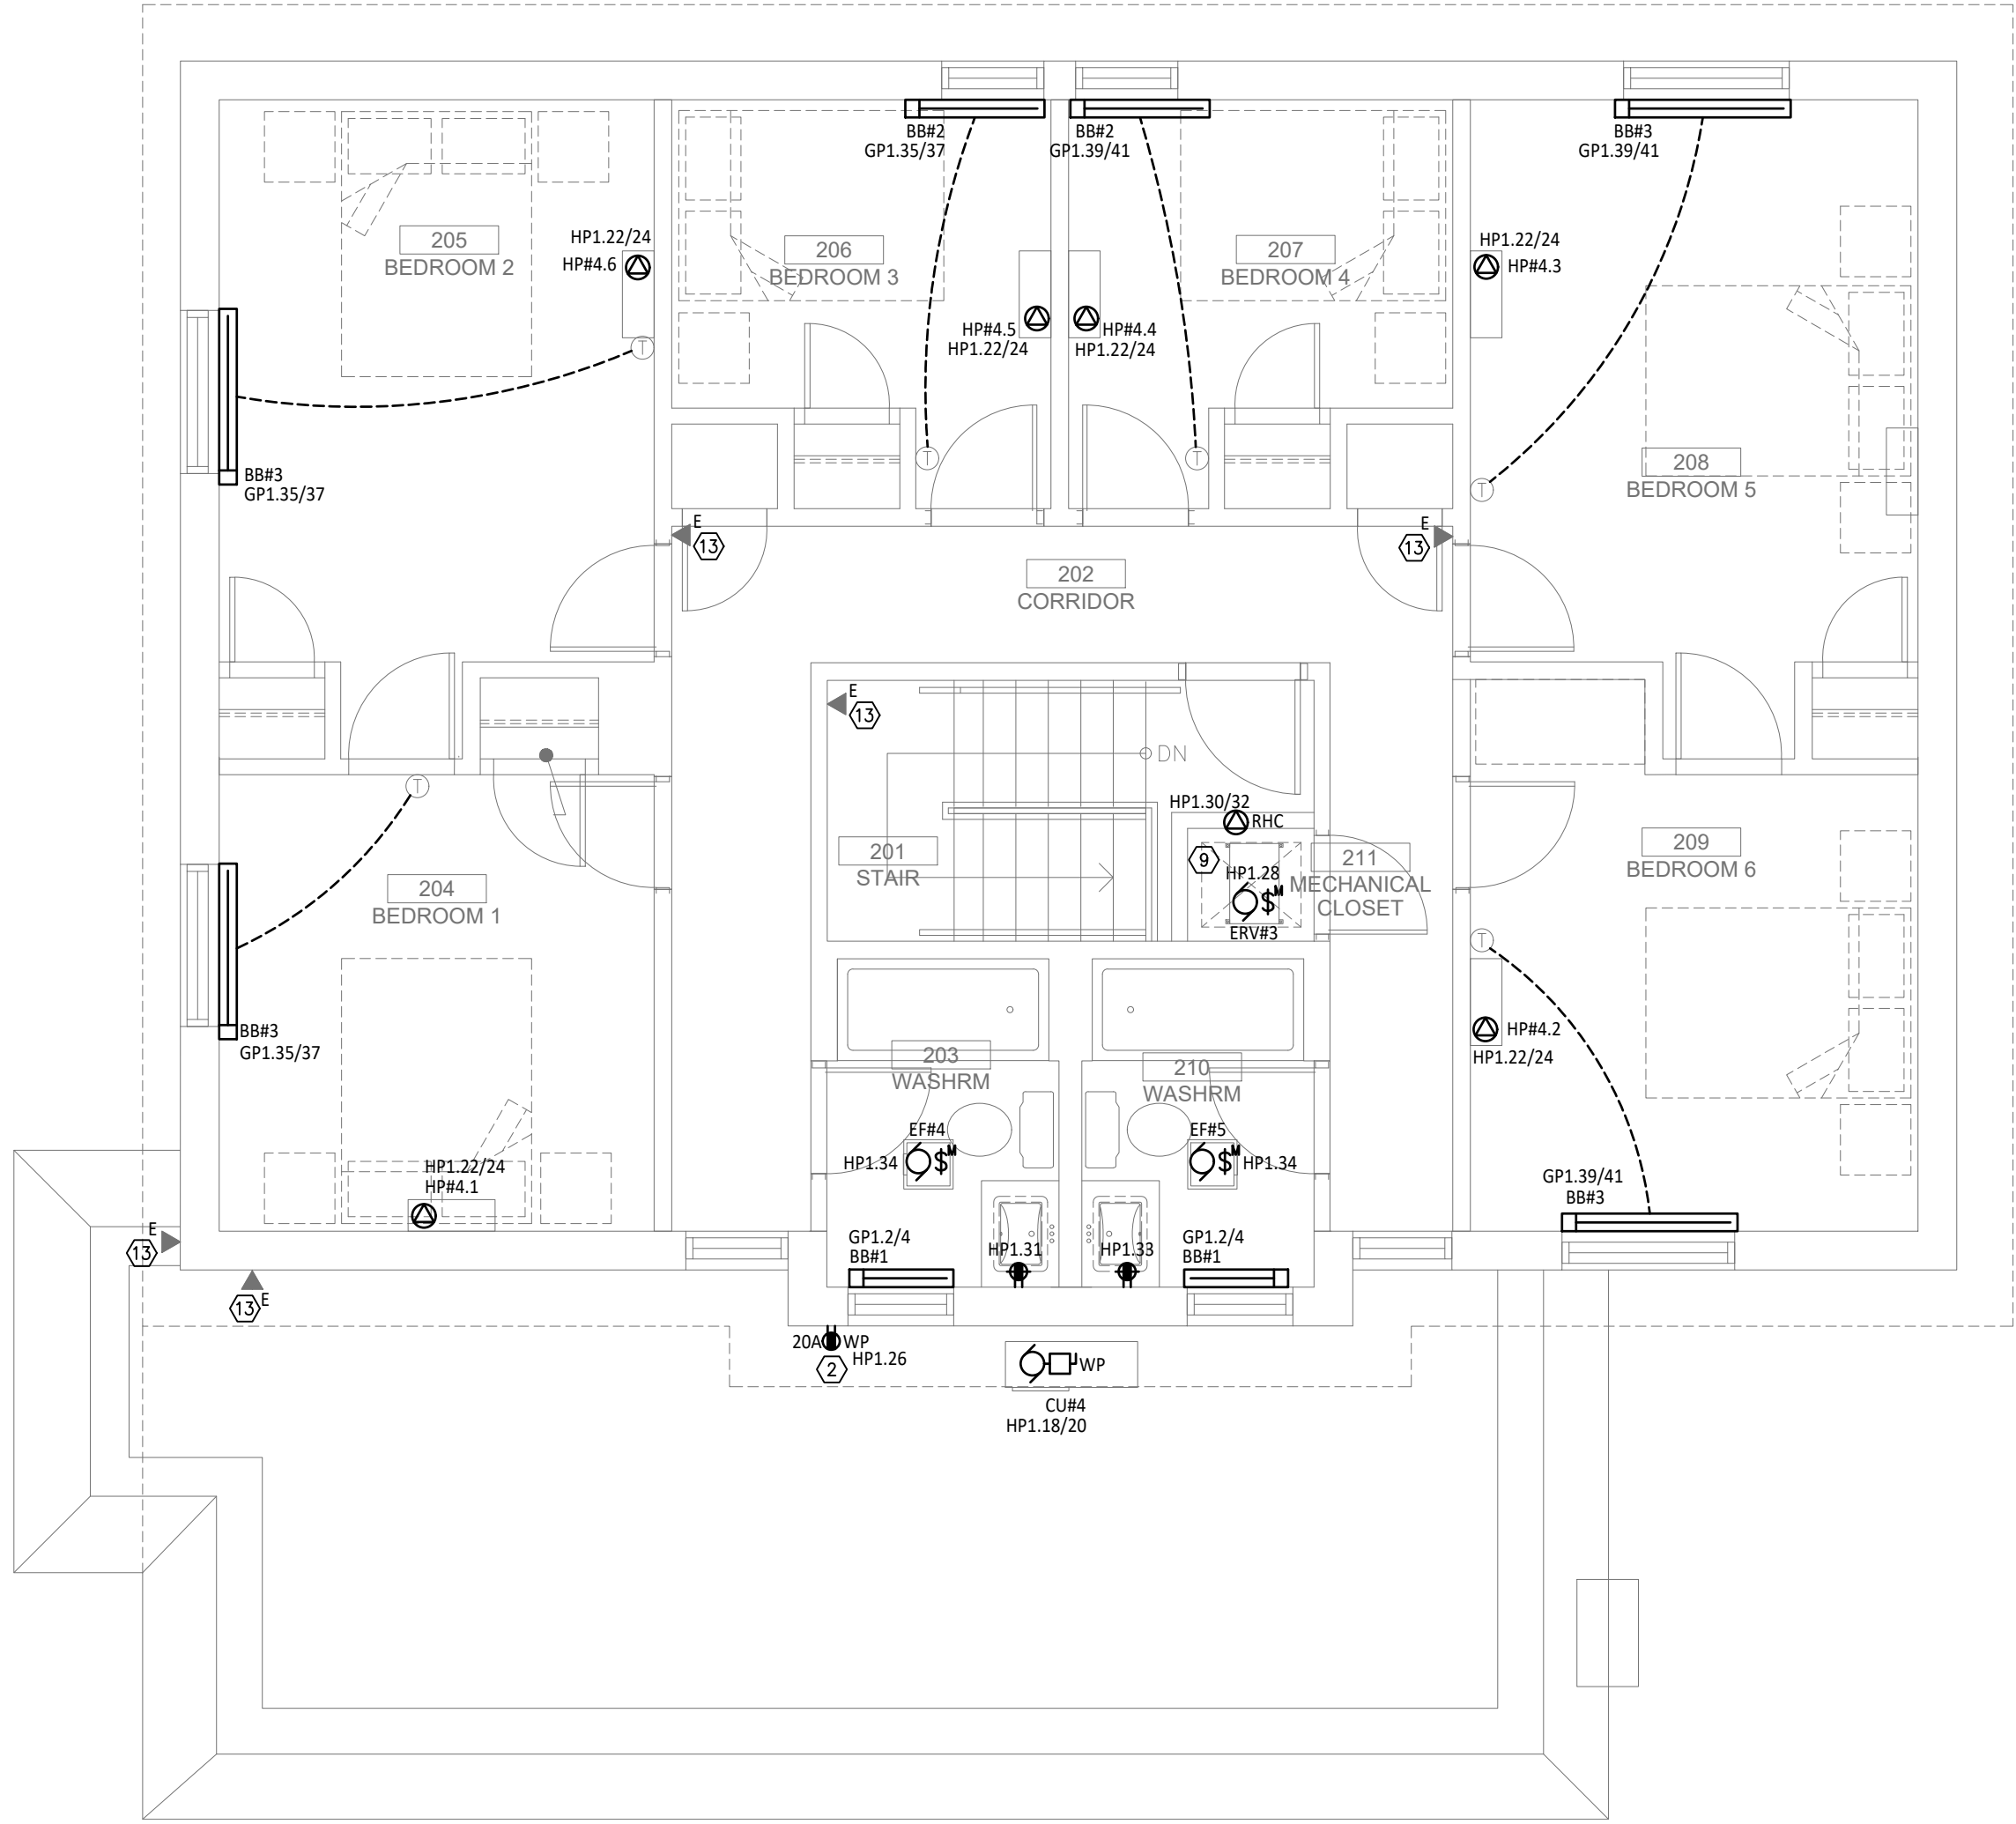 BB#2
GP1.35/37
BB#2
GP1.39/41
BB#3
GP1.39/41
205
BEDROOM 2
HP1.22/24
HP#4.6
206
BEDROOM 3
207
BEDROOM 4
HP1.22/24
HP#4.3
HP#4.5
HP1.22/24
HP#4.4
HP1.22/24
T
T
T
T
BB#3
GP1.35/37
208
BEDROOM 5
E
13
E
13
202
CORRIDOR
E
13
DN
T
HP1.30/32
RHC
201
STAIR
9
HP1.28
$M
ERV#3
211
MECHANICAL
CLOSET
209
BEDROOM 6
204
BEDROOM 1
T
BB#3
GP1.35/37
HP#4.2
HP1.22/24
203
WASHRM
210
WASHRM
EF#4
HP1.34
$M
EF#5
$M
HP1.34
HP1.22/24
HP#4.1
GP1.39/41
BB#3
E
13
13
E
GP1.2/4
BB#1
HP1.31
HP1.33
GP1.2/4
BB#1
20A
WP
HP1.26
2
WP
CU#4
HP1.18/20